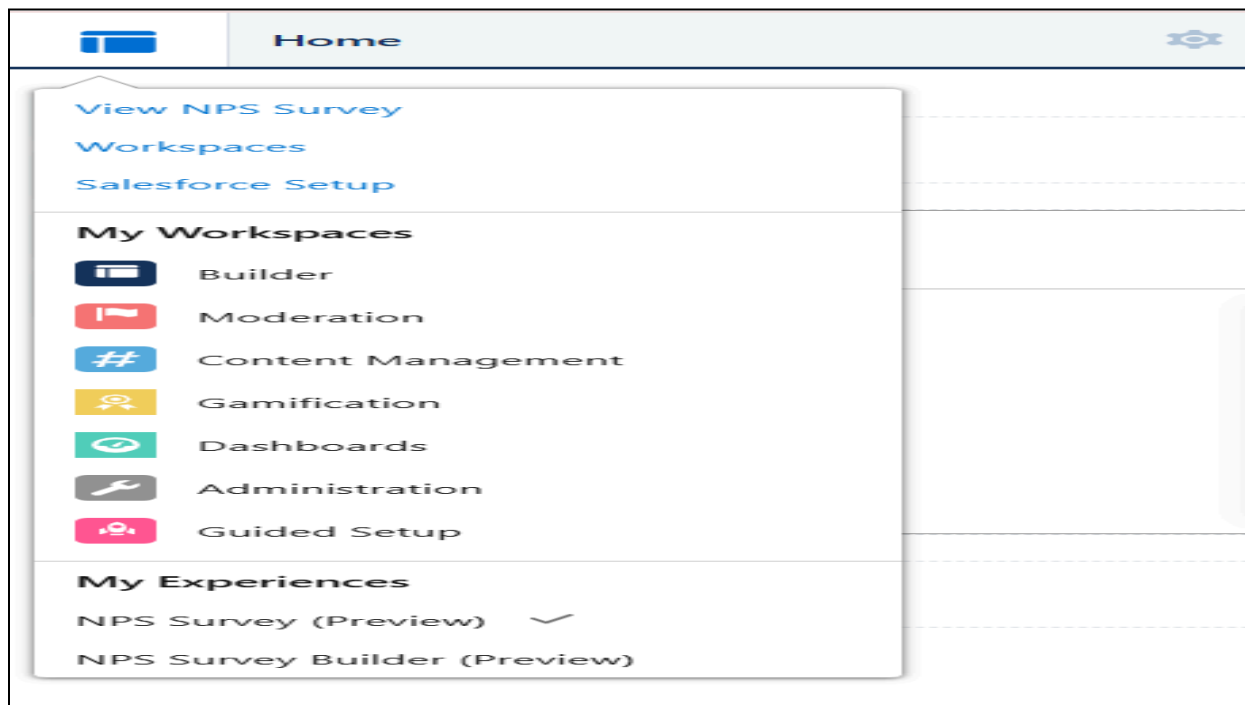 Home
View NPS Survey
Workspaces
Salesforce Setup
My Workspaces
Builder
Moderation
Content Management
Gamification
Dashboards
Administration
Guided Setup
My Experiences
NPS Survey (Preview)
NPS Survey Builder (Preview)